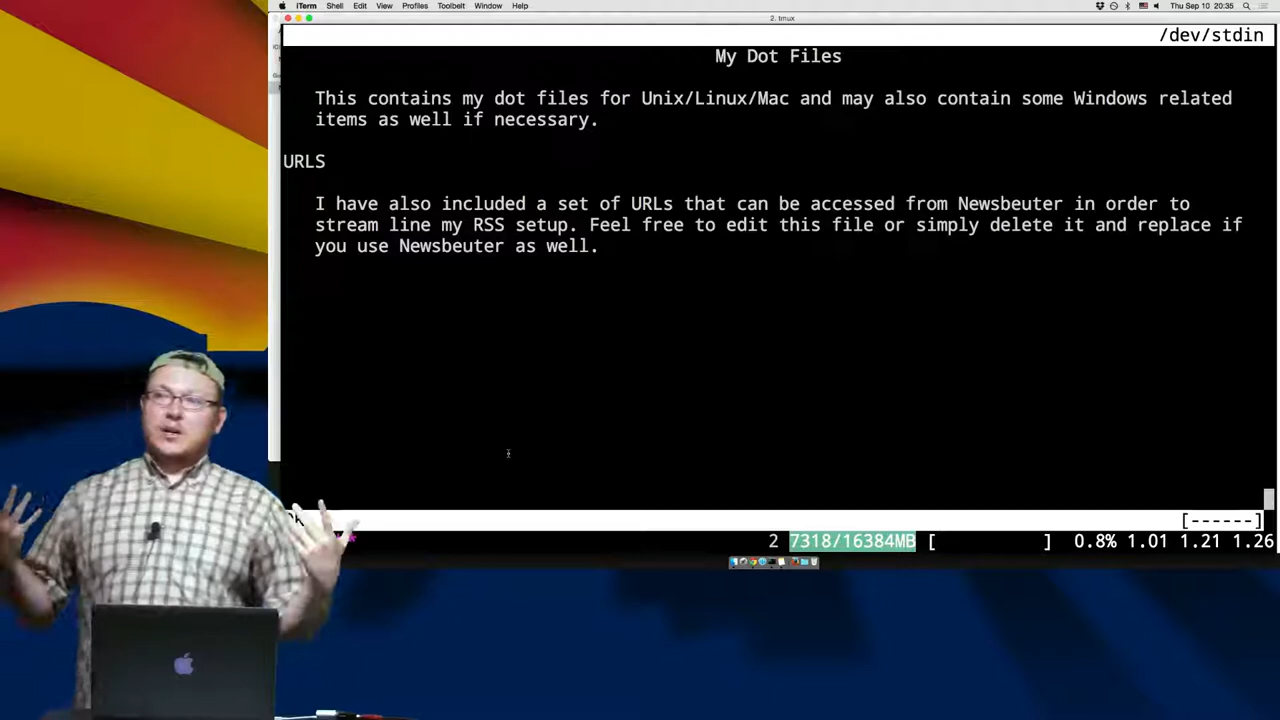 iTerm Shell Edit View Profiles Toolbelt Window Help Thu Sep 10 20:35
2. tmux
/dev/stdin
My Dot Files
This contains my dot files for Unix/Linux/Mac and may also contain some Windows related
items as well if necessary.
URLS
I have also included a set of URLs that can be accessed from Newsbeuter in order to
stream line my RSS setup. Feel free to edit this file or simply delete it and replace if
you use Newsbeuter as well.
[------]
2 7318/16384MB [ ] 0.8% 1.01 1.21 1.26